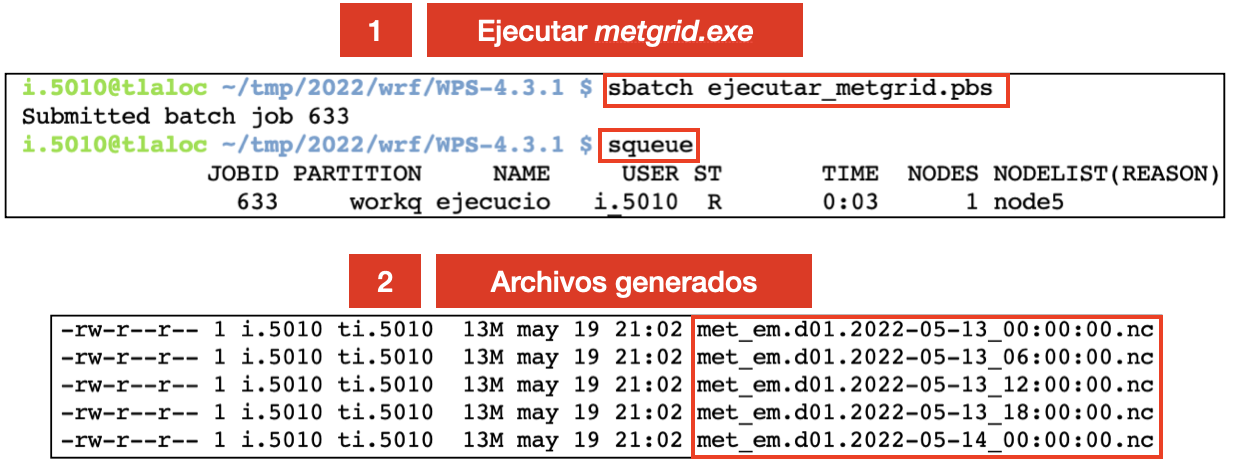 1 Ejecutar metgrid.exe
i.5010@tlaloc ~/tmp/2022/wrf/WPS-4.3.1 $ sbatch ejecutar_metgrid.pbs
Submitted batch job 633
i.5010@tlaloc ~/tmp/2022/wrf/WPS-4.3.1 $ squeue
JOBID PARTITION NAME USER ST TIME NODES NODELIST(REASON)
633 workq ejecucio i_5010 R 0:03 1 node5
2 Archivos generados
-rw-r--r-- 1 i.5010 ti.5010 13M may 19 21:02 met_em.d01.2022-05-13_00:00:00.nc
-rw-r--r-- 1 i.5010 ti.5010 13M may 19 21:02 met_em.d01.2022-05-13_06:00:00.nc
-rw-r--r-- 1 i.5010 ti.5010 13M may 19 21:02 met_em.d01.2022-05-13_12:00:00.nc
-rw-r--r-- 1 i.5010 ti.5010 13M may 19 21:02 met_em.d01.2022-05-13_18:00:00.nc
-rw-r--r-- 1 i.5010 ti.5010 13M may 19 21:02 met_em.d01.2022-05-14_00:00:00.nc